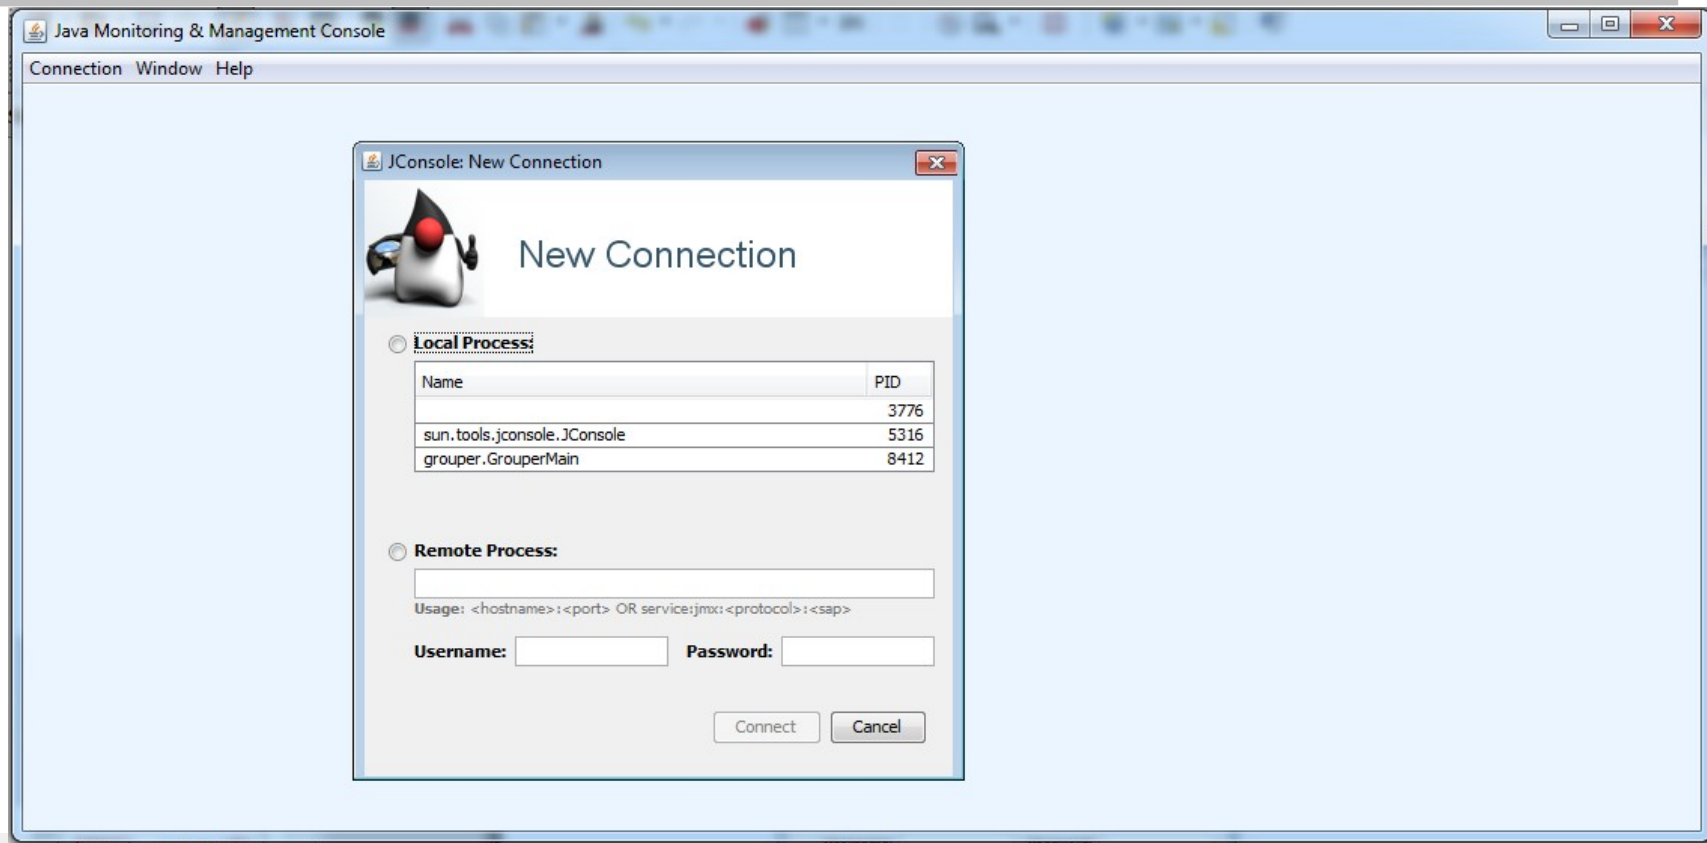 Java Monitoring & Management Console
Connection Window Help
JConsole: New Connection
New Connection
Local Process:
Name PID
3776
sun.tools.jconsole.JConsole 5316
grouper.GrouperMain 8412
Remote Process:
Usage: <hostname>:<port> OR service:jmx:<protocol>:<sap>
Username: Password:
Connect Cancel